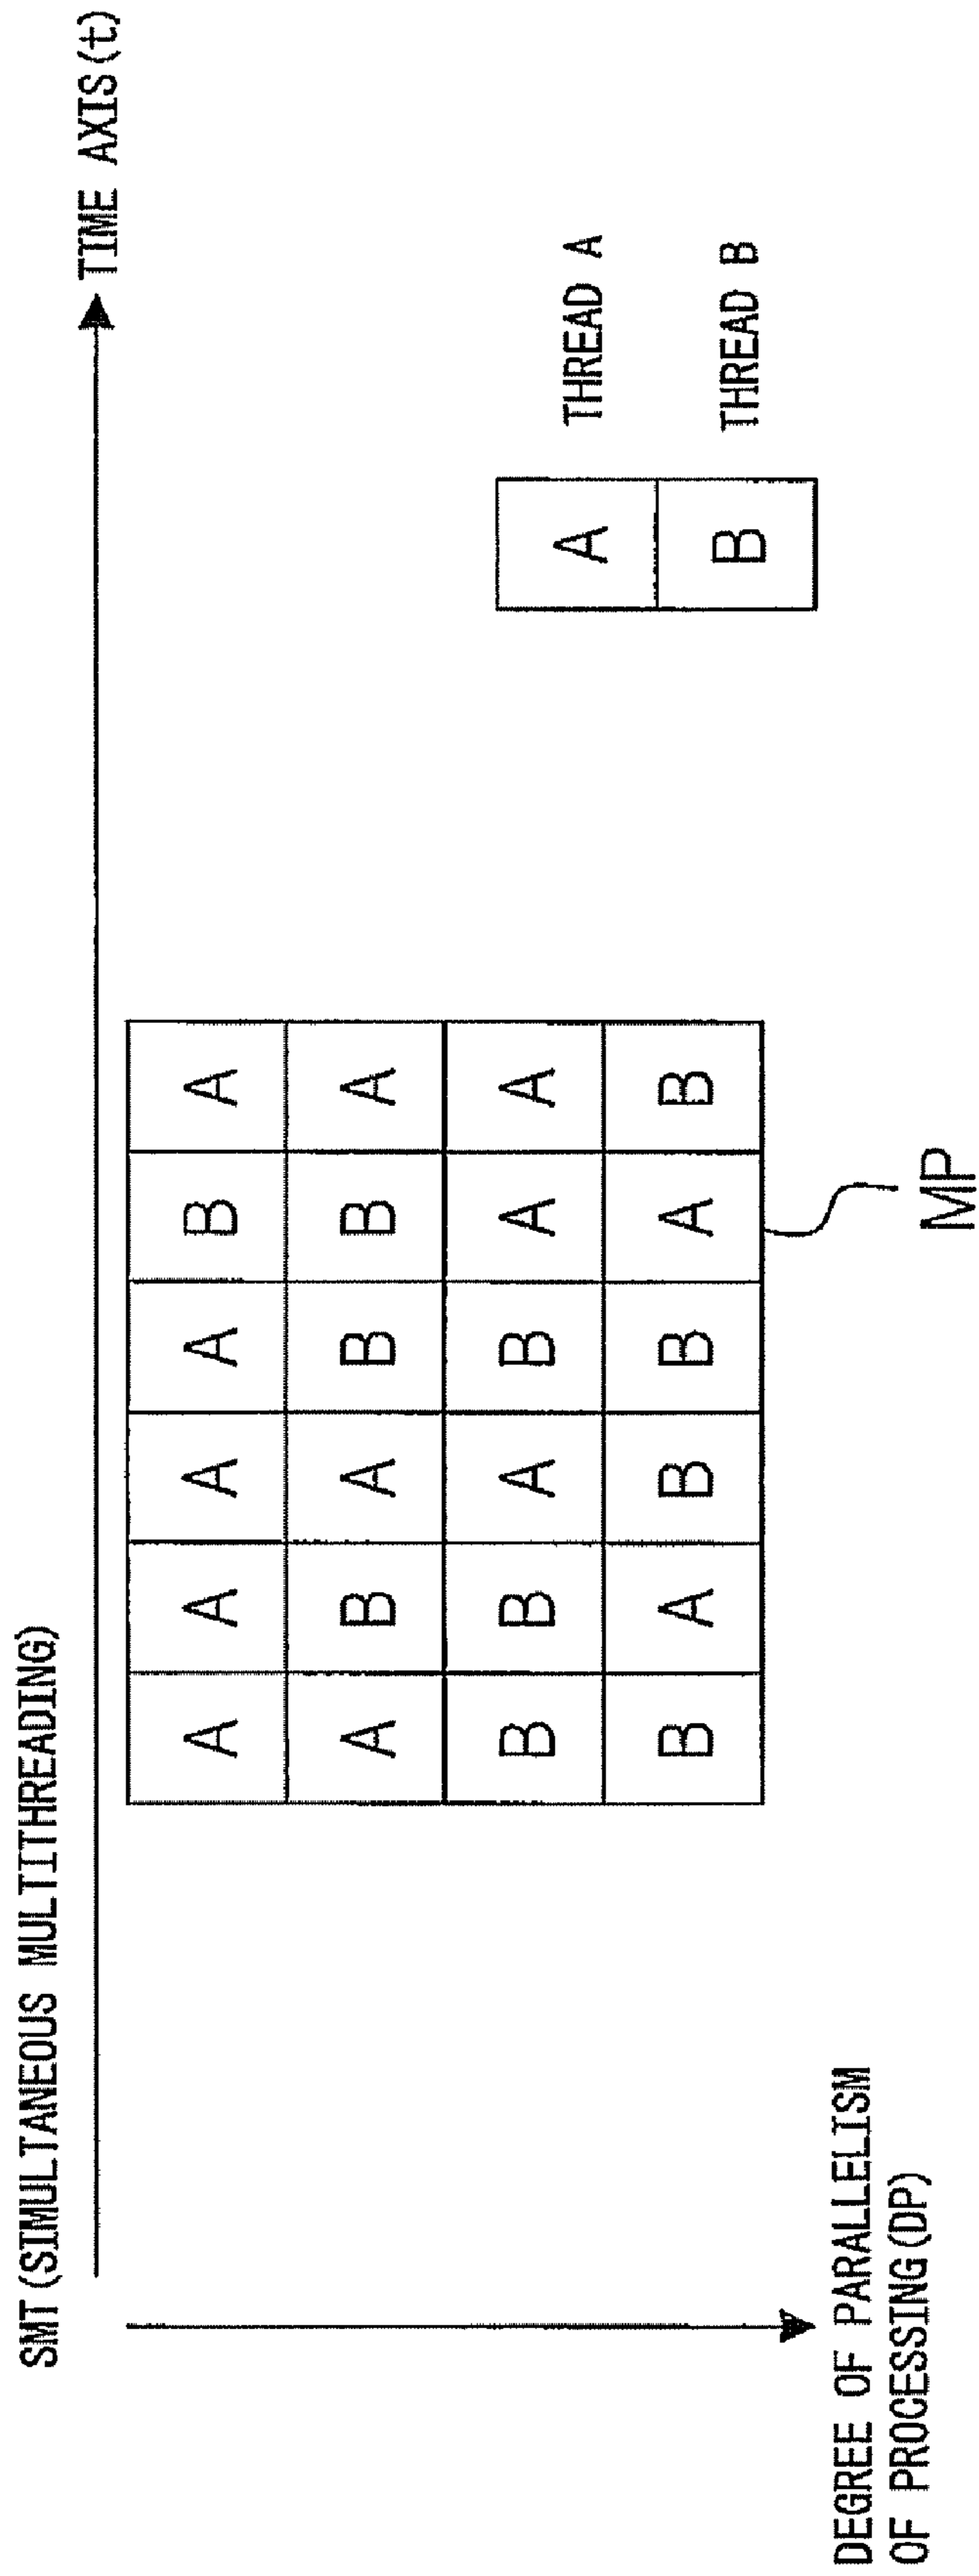 SMT (SIMULTANEOUS MULTITHREADING)
TIME AXIS(t)
A A A A B A
A B A B B A
B B A B A A
B A B B A B
A THREAD A
B THREAD B
MP
DEGREE OF PARALLELISM
OF PROCESSING(DP)